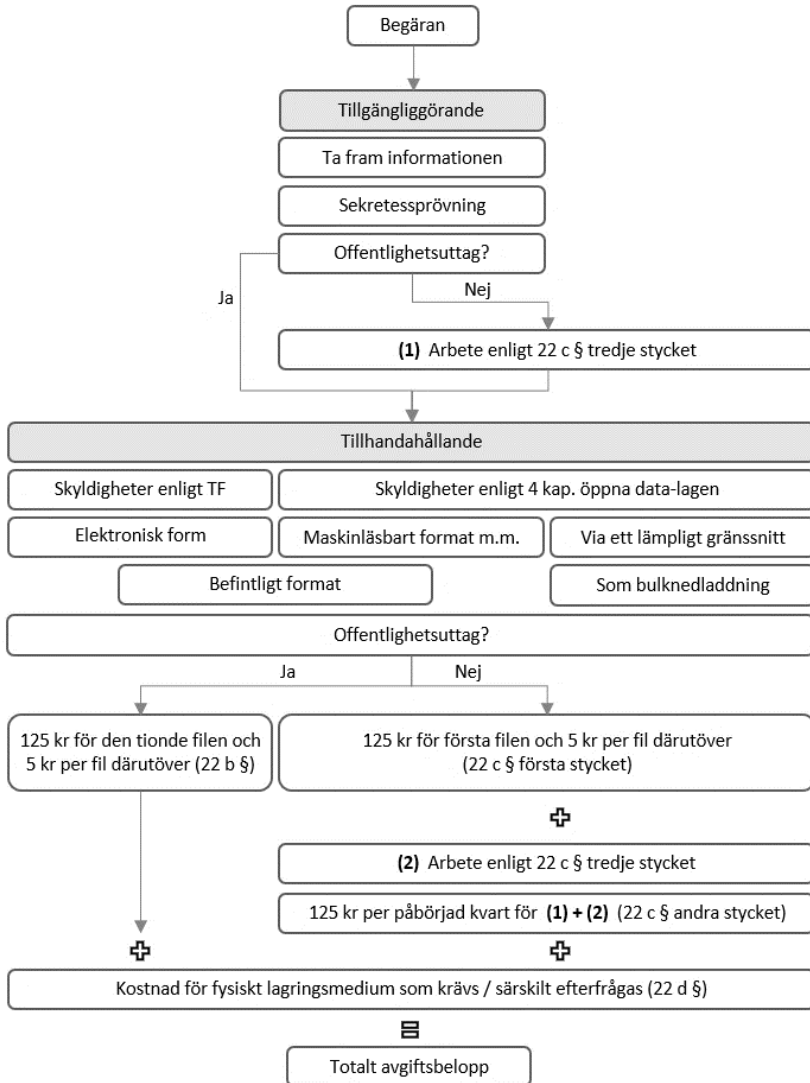 Begäran
Tillgängliggörande
Ta fram informationen
Sekretessprövning
Offentlighetsuttag?
Ja
Nej
(1) Arbete enligt 22 c § tredje stycket
Tillhandahållande
Skyldigheter enligt TF
Skyldigheter enligt 4 kap. öppna data-lagen
Elektronisk form
Maskinläsbart format m.m.
Via ett lämpligt gränssnitt
Befintligt format
Som bulknedladdning
Offentlighetsuttag?
Ja
Nej
125 kr för den tionde filen och
5 kr per fil därutöver (22 b §)
125 kr för första filen och 5 kr per fil därutöver
(22 c § första stycket)
(2) Arbete enligt 22 c § tredje stycket
125 kr per påbörjad kvart för (1) + (2) (22 c § andra stycket)
Kostnad för fysiskt lagringsmedium som krävs / särskilt efterfrågas (22 d §)
Totalt avgiftsbelopp